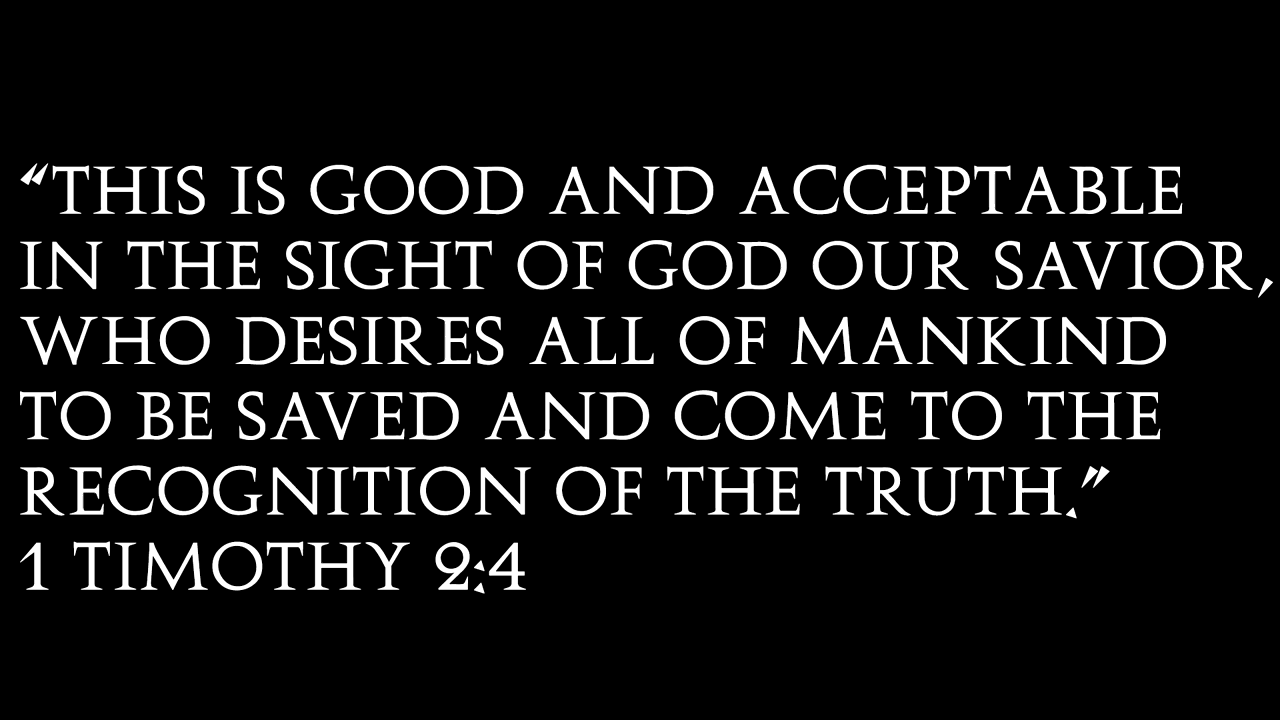 “THIS IS GOOD AND ACCEPTABLE
IN THE SIGHT OF GOD OUR SAVIOR,
WHO DESIRES ALL OF MANKIND
TO BE SAVED AND COME TO THE
RECOGNITION OF THE TRUTH.”
1 TIMOTHY 2:4